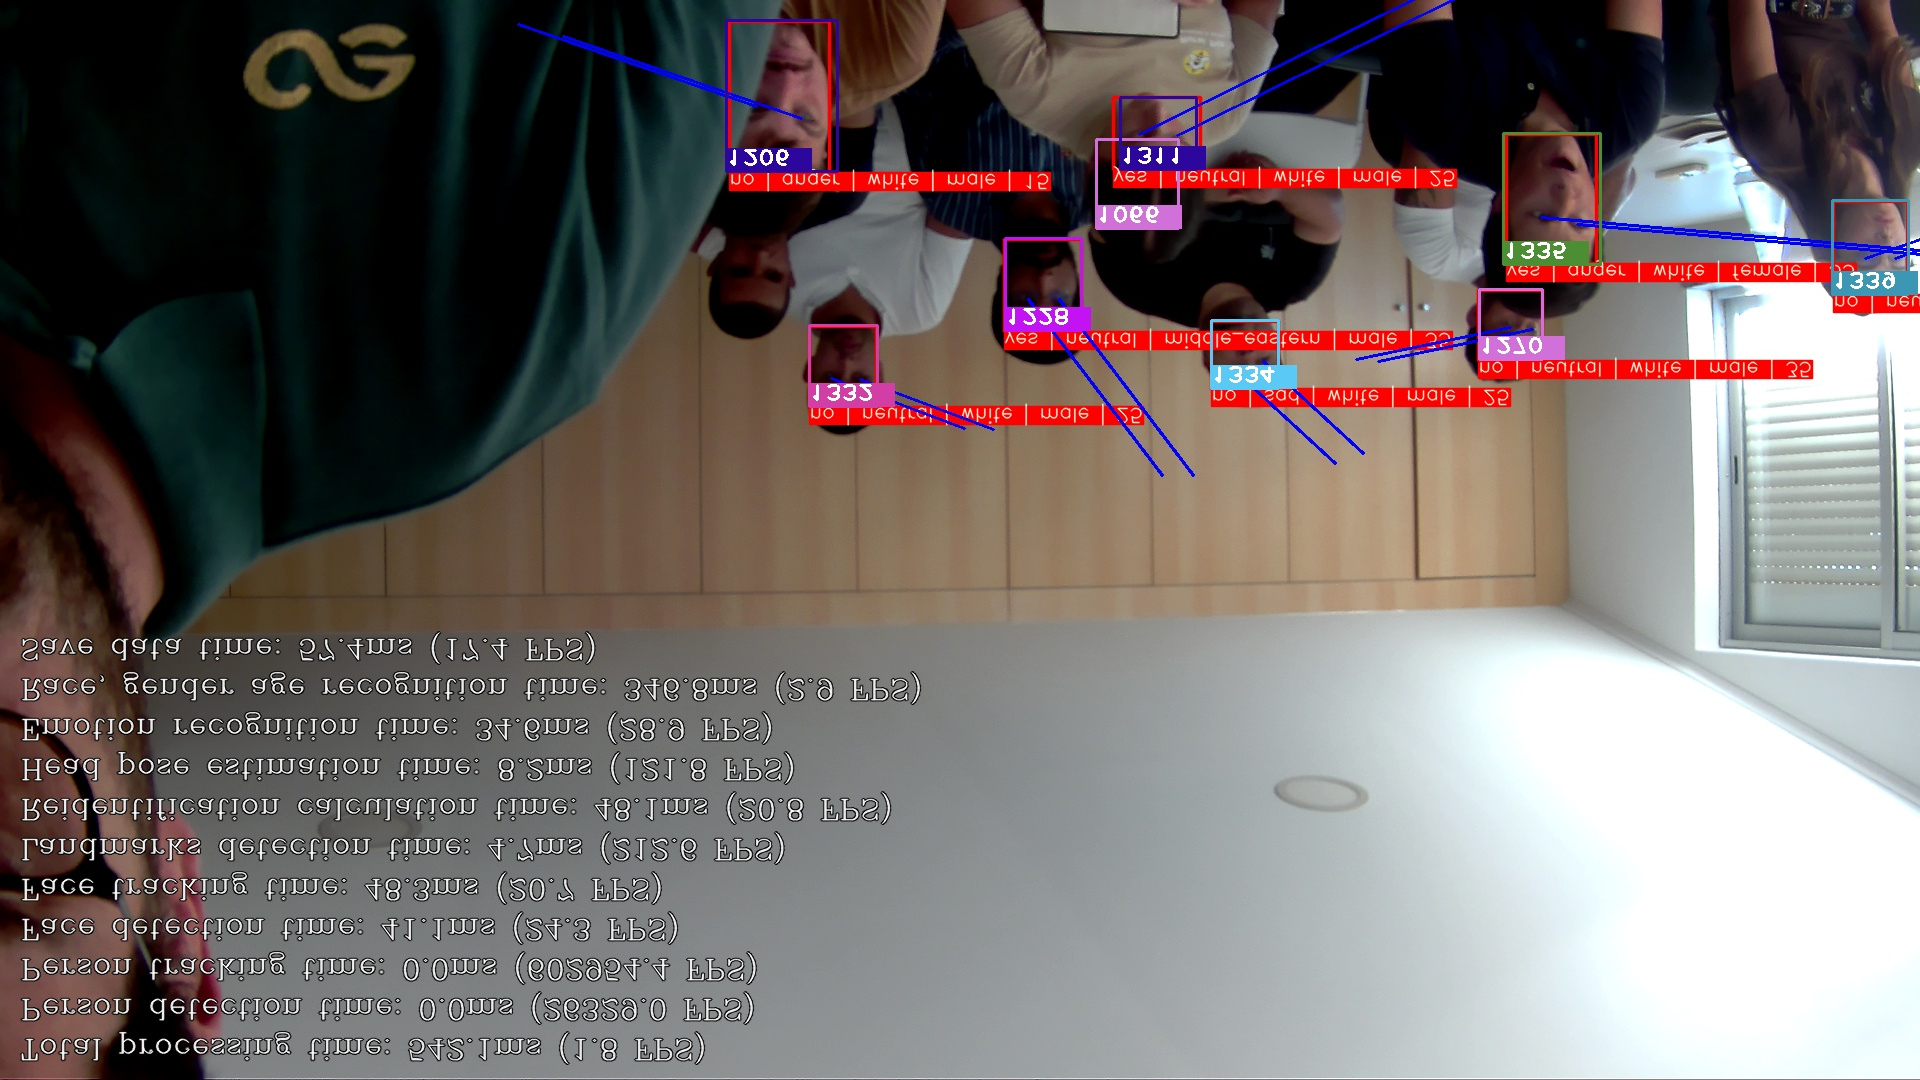 Total processing time: 542.1ms (1.8 FPS)
Person detection time: 0.0ms (26329.0 FPS)
Person tracking time: 0.0ms (602954.4 FPS)
Face detection time: 41.1ms (24.3 FPS)
Face tracking time: 48.3ms (20.7 FPS)
Landmarks detection time: 4.7ms (212.6 FPS)
Reidentification calculation time: 48.1ms (20.8 FPS)
Head pose estimation time: 8.2ms (121.8 FPS)
Emotion recognition time: 34.6ms (28.9 FPS)
Race, gender age recognition time: 346.8ms (2.9 FPS)
Save data time: 57.4ms (17.4 FPS)
no | neutral | white | male | 25
1332
no | sad | white | male | 25
1334
no | neutral | white | male | 35
1270
yes | neutral | middle_eastern | male | 35
1228
no | neu
1339
yes | anger | white | female |
1335
1066
no | anger | white | male | 15
1206
yes | neutral | white | male | 25
1311